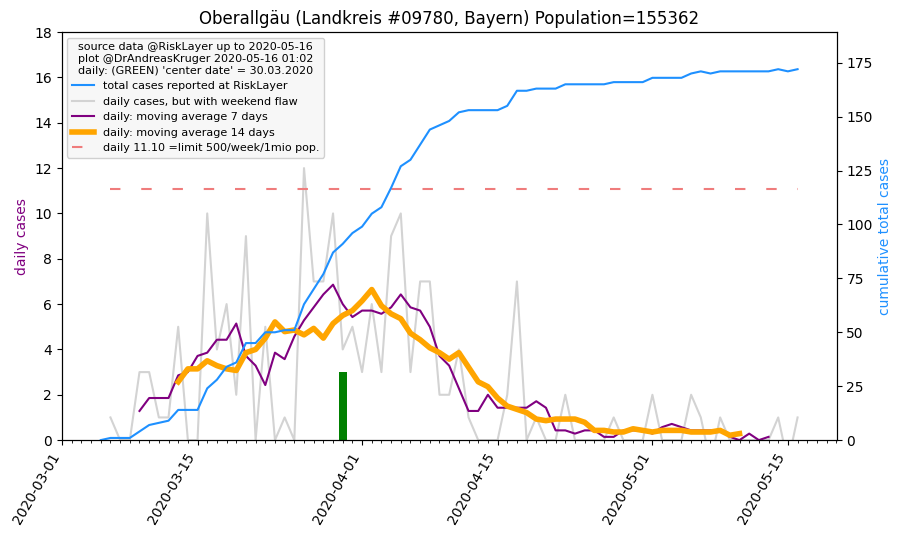 Oberallgäu (Landkreis #09780, Bayern) Population=155362
source data @RiskLayer up to 2020-05-16
plot @DrAndreasKruger 2020-05-16 01:02
daily: (GREEN) 'center date' = 30.03.2020
total cases reported at RiskLayer
daily cases, but with weekend flaw
daily: moving average 7 days
daily: moving average 14 days
daily 11.10 =limit 500/week/1mio pop.
daily cases
18
16
14
12
10
8
6
4
2
0
cumulative total cases
175
150
125
100
75
50
25
0
2020-03-01
2020-03-15
2020-04-01
2020-04-15
2020-05-01
2020-05-15